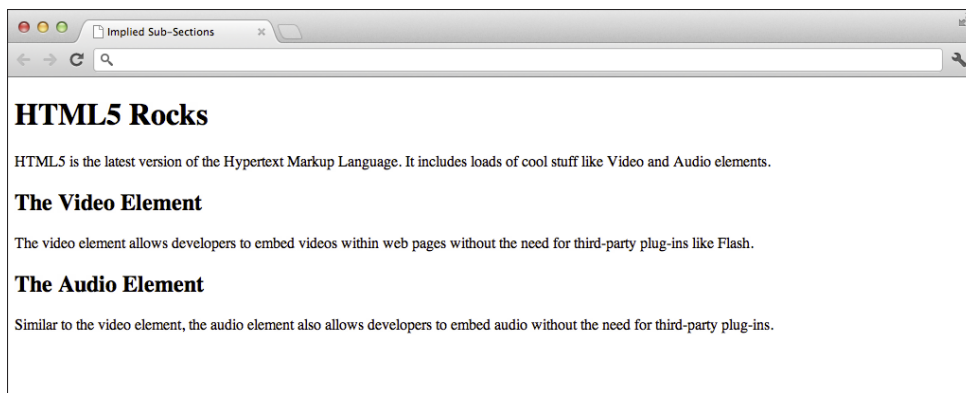 Implied Sub-Sections
HTML5 Rocks
HTML5 is the latest version of the Hypertext Markup Language. It includes loads of cool stuff like Video and Audio elements.
The Video Element
The video element allows developers to embed videos within web pages without the need for third-party plug-ins like Flash.
The Audio Element
Similar to the video element, the audio element also allows developers to embed audio without the need for third-party plug-ins.